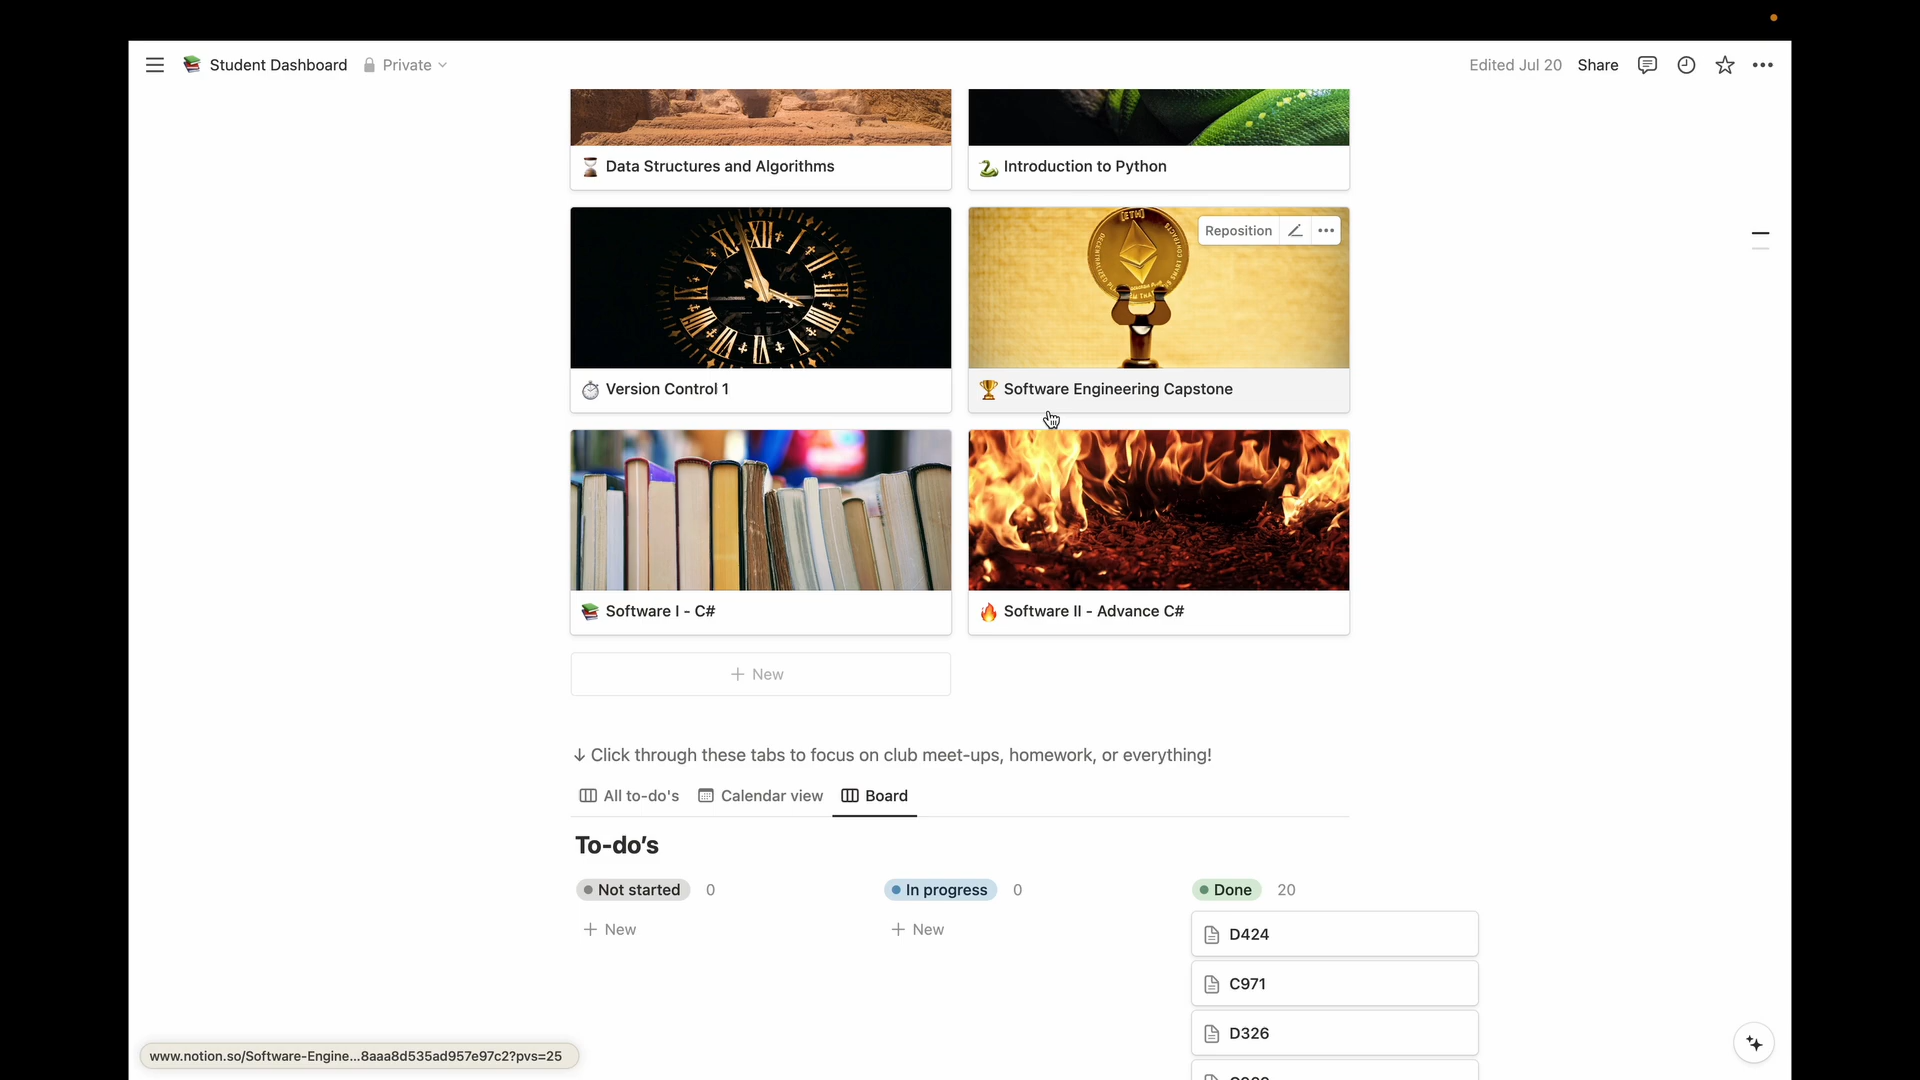 Student Dashboard Private
Edited Jul 20 Share
Data Structures and Algorithms
Introduction to Python
Reposition
Version Control 1
Software Engineering Capstone
Software I - C#
Software II - Advance C#
+ New
↓ Click through these tabs to focus on club meet-ups, homework, or everything!
All to-do's Calendar view Board
To-do's
Not started 0
In progress 0
Done 20
+ New
+ New
D424
C971
D326
www.notion.so/Software-Engine...8aaa8d535ad957e97c2?pvs=25